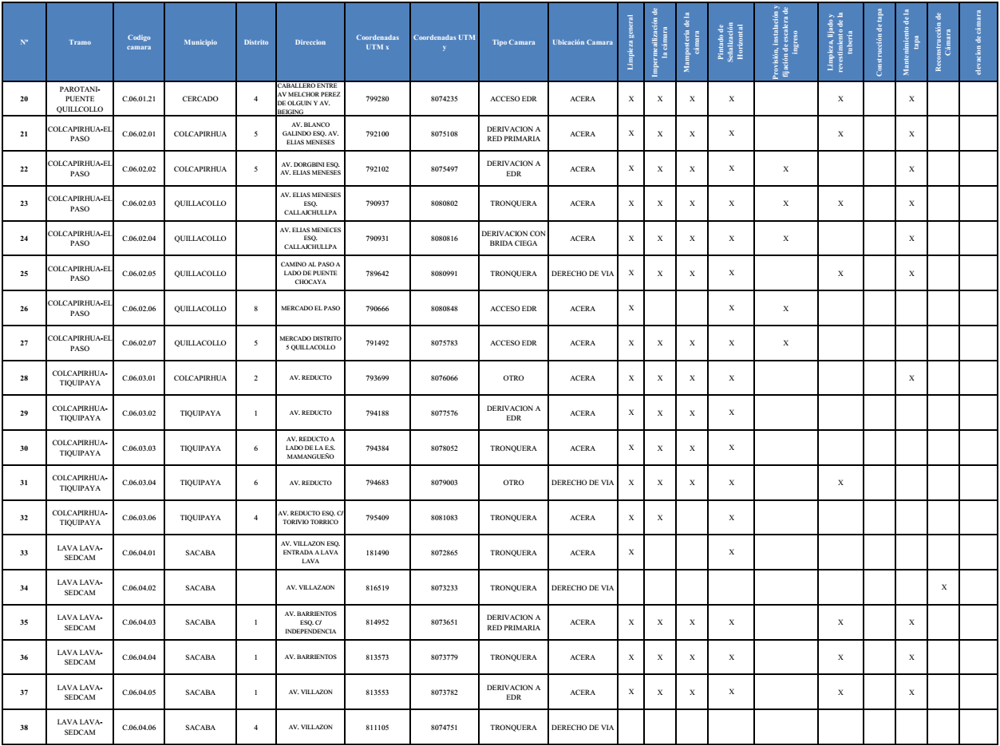 Nº Tramo Codigo camara Municipio Distrito Direccion Coordenadas UTM x Coordenadas UTM y Tipo Camara Ubicación Camara Limpieza general Impermealización de la cámara Mampostería de la cámara Pintado de Señalización Horizontal Provisión, instalación y fijación de escalera de ingreso Limpieza, lijado y revestimiento de la tubería Construcción de tapa Mantenimiento de la tapa Reconstrucción de Cámara elevacion de cámara
20 PAROTANI-PUENTE QUILLCOLLO C.06.01.21 CERCADO 4 CABALLERO ENTRE AV MELCHOR PEREZ DE OLGUIN Y AV. BEIGING 799280 8074235 ACCESO EDR ACERA X X X X X X
21 COLCAPIRHUA-EL PASO C.06.02.01 COLCAPIRHUA 5 AV. BLANCO GALINDO ESQ. AV. ELIAS MENESES 792100 8075108 DERIVACION A RED PRIMARIA ACERA X X X X X X
22 COLCAPIRHUA-EL PASO C.06.02.02 COLCAPIRHUA 5 AV. DORGBINI ESQ. AV. ELIAS MENESES 792102 8075497 DERIVACION A EDR ACERA X X X X X X
23 COLCAPIRHUA-EL PASO C.06.02.03 QUILLACOLLO AV. ELIAS MENESES ESQ. CALLAJCHULLPA 790937 8080802 TRONQUERA ACERA X X X X X X X
24 COLCAPIRHUA-EL PASO C.06.02.04 QUILLACOLLO AV. ELIAS MENECES ESQ. CALLAJCHULLPA 790931 8080816 DERIVACION CON BRIDA CIEGA ACERA X X X X X X
25 COLCAPIRHUA-EL PASO C.06.02.05 QUILLACOLLO CAMINO AL PASO A LADO DE PUENTE CHOCAYA 789642 8080991 TRONQUERA DERECHO DE VIA X X X X X X
26 COLCAPIRHUA-EL PASO C.06.02.06 QUILLACOLLO 8 MERCADO EL PASO 790666 8080848 ACCESO EDR ACERA X X X
27 COLCAPIRHUA-EL PASO C.06.02.07 QUILLACOLLO 5 MERCADO DISTRITO 5 QUILLACOLLO 791492 8075783 ACCESO EDR ACERA X X X X X
28 COLCAPIRHUA-TIQUIPAYA C.06.03.01 COLCAPIRHUA 2 AV. REDUCTO 793699 8076066 OTRO ACERA X X X X X
29 COLCAPIRHUA-TIQUIPAYA C.06.03.02 TIQUIPAYA 1 AV. REDUCTO 794188 8077576 DERIVACION A EDR ACERA X X X X
30 COLCAPIRHUA-TIQUIPAYA C.06.03.03 TIQUIPAYA 6 AV. REDUCTO A LADO DE LA E.S. MAMANGUEÑO 794384 8078052 TRONQUERA ACERA X X X X
31 COLCAPIRHUA-TIQUIPAYA C.06.03.04 TIQUIPAYA 6 AV. REDUCTO 794683 8079003 OTRO DERECHO DE VIA X X X X X
32 COLCAPIRHUA-TIQUIPAYA C.06.03.06 TIQUIPAYA 4 AV. REDUCTO ESQ. C/ TORIVIO TORRICO 795409 8081083 TRONQUERA ACERA X X X
33 LAVA LAVA-SEDCAM C.06.04.01 SACABA AV. VILLAZON ESQ. ENTRADA A LAVA LAVA 181490 8072865 TRONQUERA ACERA X X
34 LAVA LAVA-SEDCAM C.06.04.02 SACABA AV. VILLAZAON 816519 8073233 TRONQUERA DERECHO DE VIA X
35 LAVA LAVA-SEDCAM C.06.04.03 SACABA 1 AV. BARRIENTOS ESQ. C/ INDEPENDENCIA 814952 8073651 DERIVACION A RED PRIMARIA ACERA X X X X X X
36 LAVA LAVA-SEDCAM C.06.04.04 SACABA 1 AV. BARRIENTOS 813573 8073779 TRONQUERA ACERA X X X X X X
37 LAVA LAVA-SEDCAM C.06.04.05 SACABA 1 AV. VILLAZON 813553 8073782 DERIVACION A EDR ACERA X X X X X X
38 LAVA LAVA-SEDCAM C.06.04.06 SACABA 4 AV. VILLAZON 811105 8074751 TRONQUERA DERECHO DE VIA